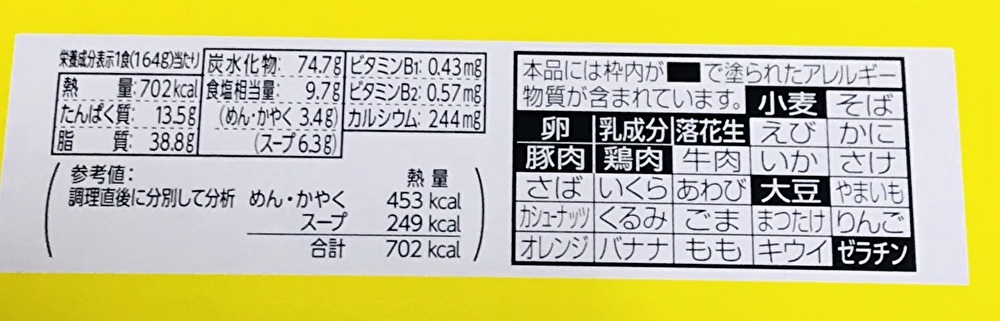 栄養成分表示1食(164g)当たり
熱量:702kcal
たんぱく質: 13.5g
脂質: 38.8g
炭水化物: 74.7g
食塩相当量: 9.7g
(めん・かやく 3.4g)
(スープ6.3g)
ビタミンB1: 0.43mg
ビタミンB2: 0.57mg
カルシウム: 244mg
参考値:
調理直後に分別して分析
熱量
めん・かやく 453 kcal
スープ 249 kcal
合計 702 kcal
本品には枠内が■で塗られたアレルギー
物質が含まれています。 小麦 そば
卵 乳成分 落花生 えび かに
豚肉 鶏肉 牛肉 いか さけ
さば いくら あわび 大豆 やまいも
カシューナッツ くるみ ごま まつたけ りんご
オレンジ バナナ もも キウイ ゼラチン